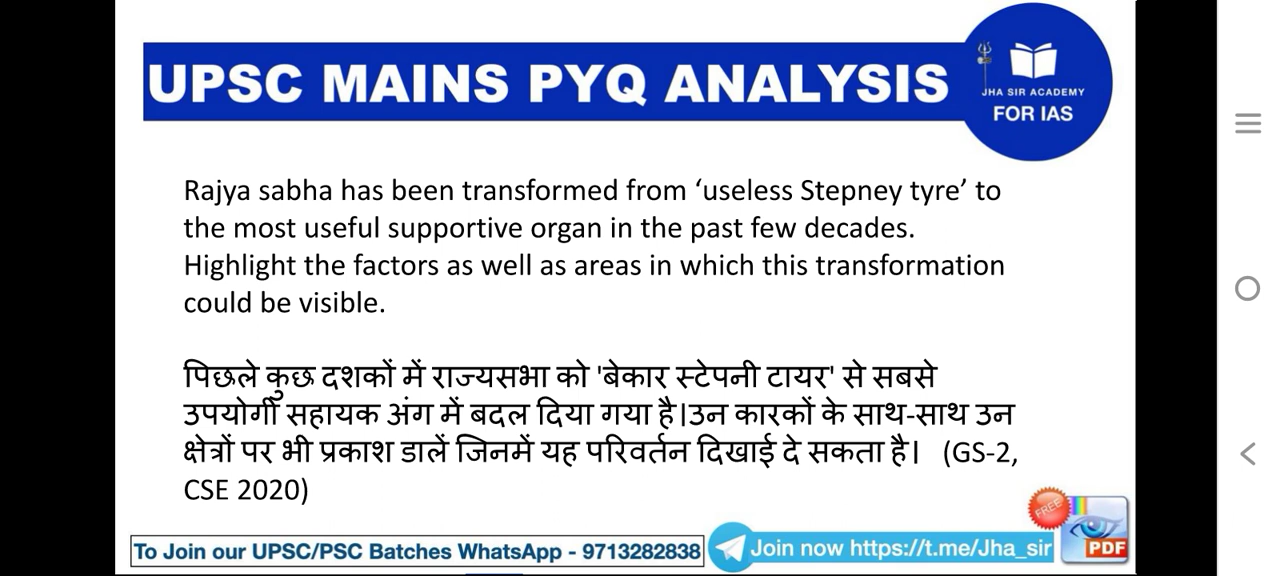 UPSC MAINS PYQ ANALYSIS
JHA SIR ACADEMY
FOR IAS
Rajya sabha has been transformed from ‘useless Stepney tyre’ to
the most useful supportive organ in the past few decades.
Highlight the factors as well as areas in which this transformation
could be visible.
पिछले कुछ दशकों में राज्यसभा को 'बेकार स्टेपनी टायर' से सबसे
उपयोगी सहायक अंग में बदल दिया गया है।उन कारकों के साथ-साथ उन
क्षेत्रों पर भी प्रकाश डालें जिनमें यह परिवर्तन दिखाई दे सकता है। (GS-2,
CSE 2020)
To Join our UPSC/PSC Batches WhatsApp - 9713282838
Join now https://t.me/Jha_sir
FREE
PDF